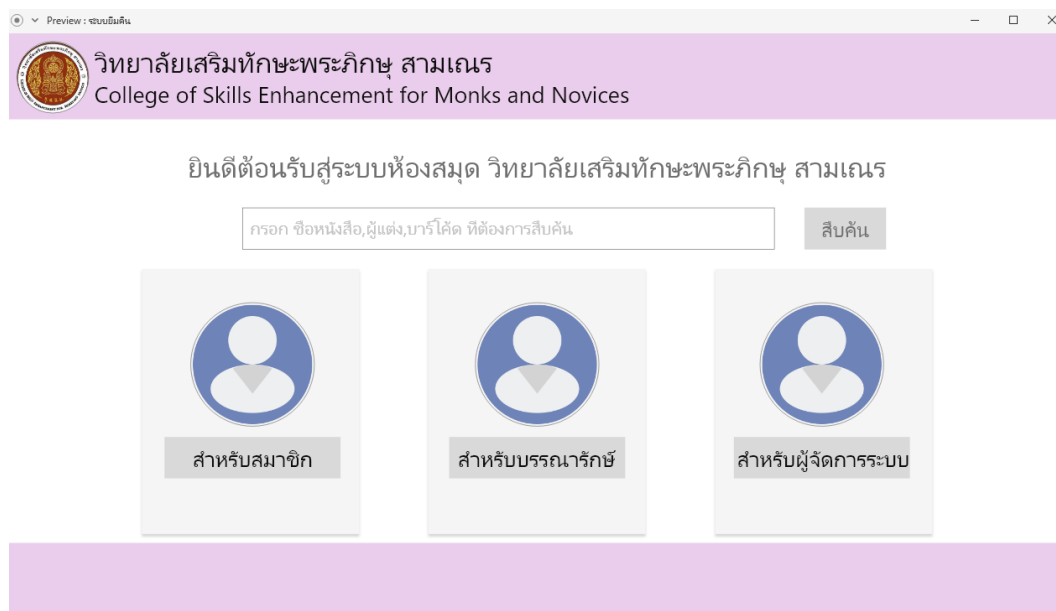 Preview : ระบบยืมคืน
วิทยาลัยเสริมทักษะพระภิกษุ สามเณร
College of Skills Enhancement for Monks and Novices
ยินดีต้อนรับสู่ระบบห้องสมุด วิทยาลัยเสริมทักษะพระภิกษุ สามเณร
กรอก ชื่อหนังสือ,ผู้แต่ง,บาร์โค้ด ที่ต้องการสืบค้น
สืบค้น
สำหรับสมาชิก
สำหรับบรรณารักษ์
สำหรับผู้จัดการระบบ